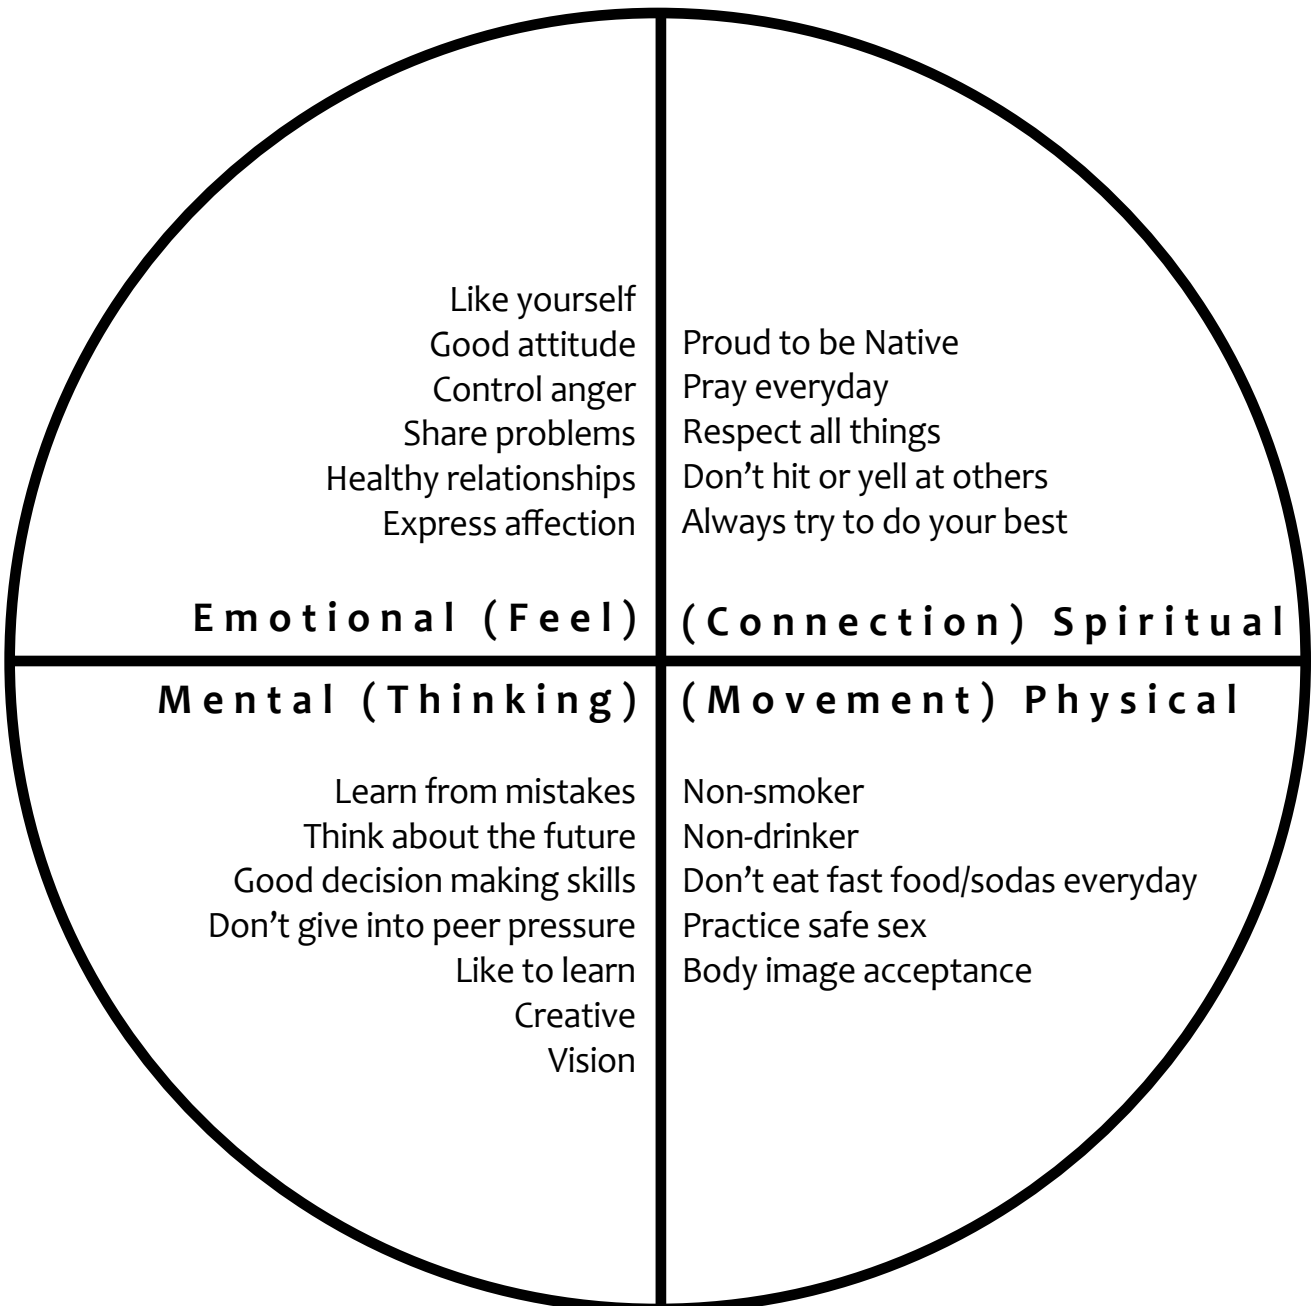 Like yourself
Good attitude
Control anger
Share problems
Healthy relationships
Express affection
Emotional (Feel)
Proud to be Native
Pray everyday
Respect all things
Don’t hit or yell at others
Always try to do your best
(Connection) Spiritual
Mental (Thinking)
Learn from mistakes
Think about the future
Good decision making skills
Don’t give into peer pressure
Like to learn
Creative
Vision
(Movement) Physical
Non-smoker
Non-drinker
Don’t eat fast food/sodas everyday
Practice safe sex
Body image acceptance